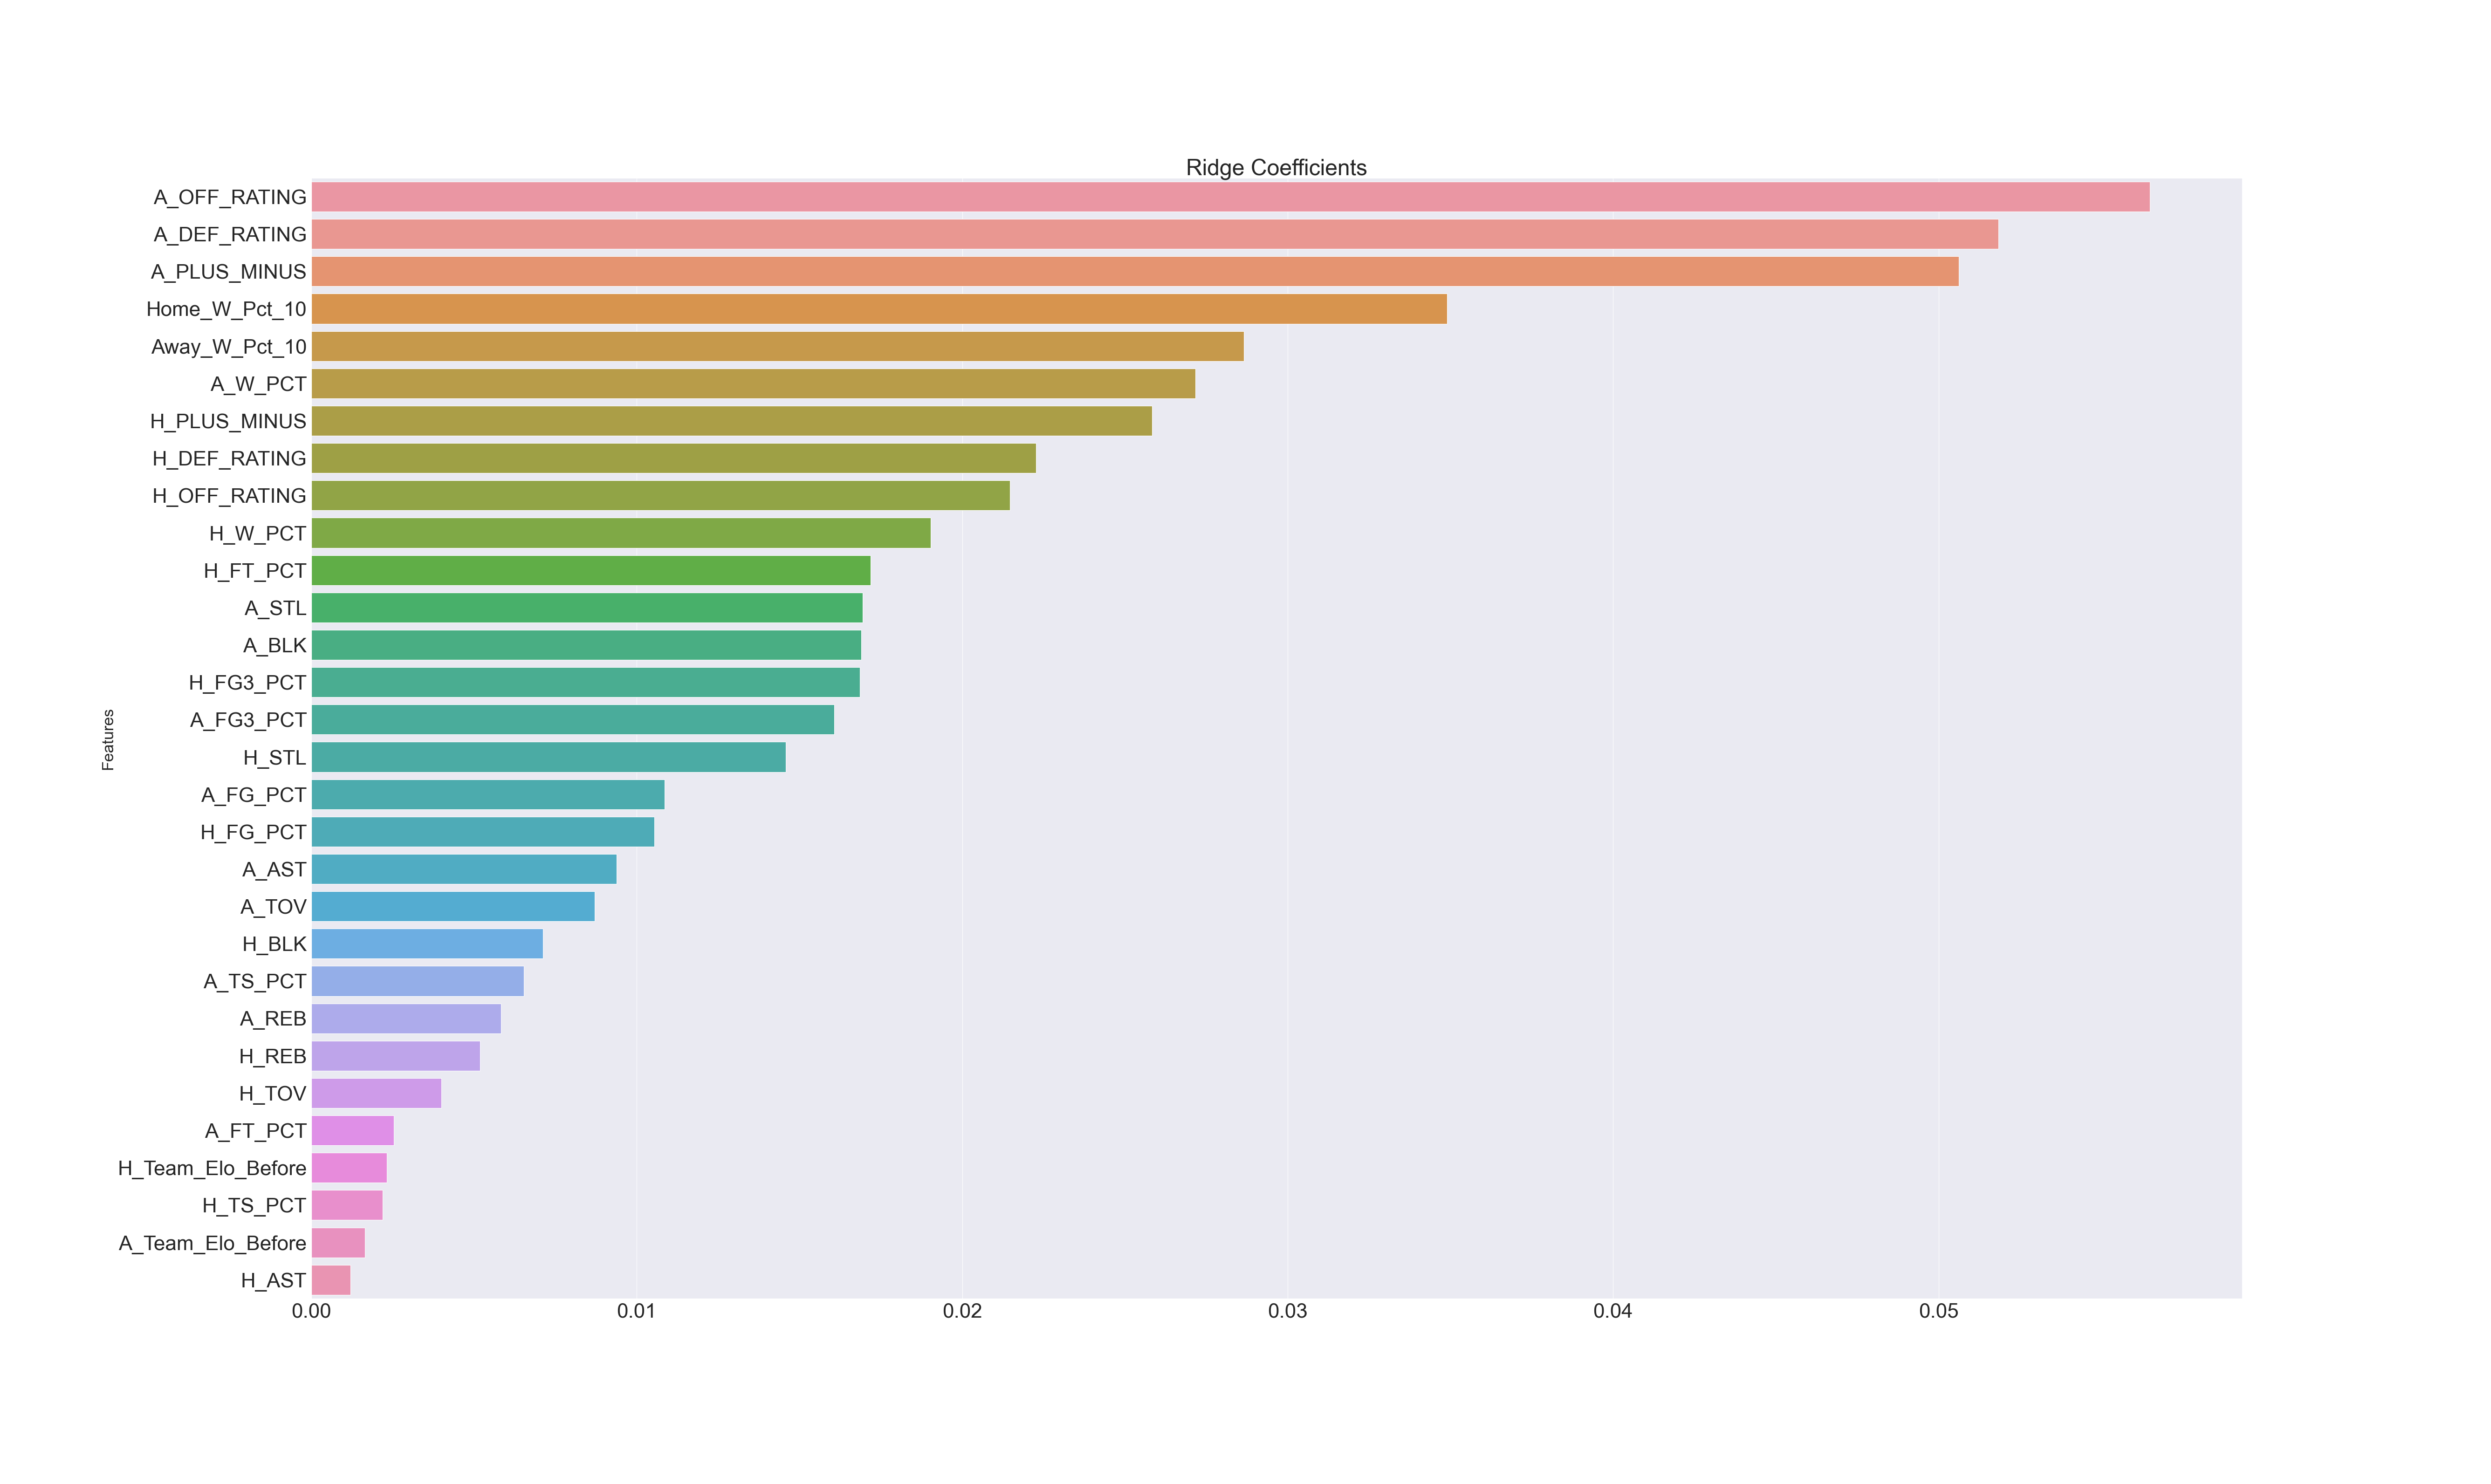 Ridge Coefficients
A_OFF_RATING
A_DEF_RATING
A_PLUS_MINUS
Home_W_Pct_10
Away_W_Pct_10
A_W_PCT
H_PLUS_MINUS
H_DEF_RATING
H_OFF_RATING
H_W_PCT
H_FT_PCT
A_STL
A_BLK
H_FG3_PCT
A_FG3_PCT
H_STL
A_FG_PCT
H_FG_PCT
A_AST
A_TOV
H_BLK
A_TS_PCT
A_REB
H_REB
H_TOV
A_FT_PCT
H_Team_Elo_Before
H_TS_PCT
A_Team_Elo_Before
H_AST
Features
0.00 0.01 0.02 0.03 0.04 0.05